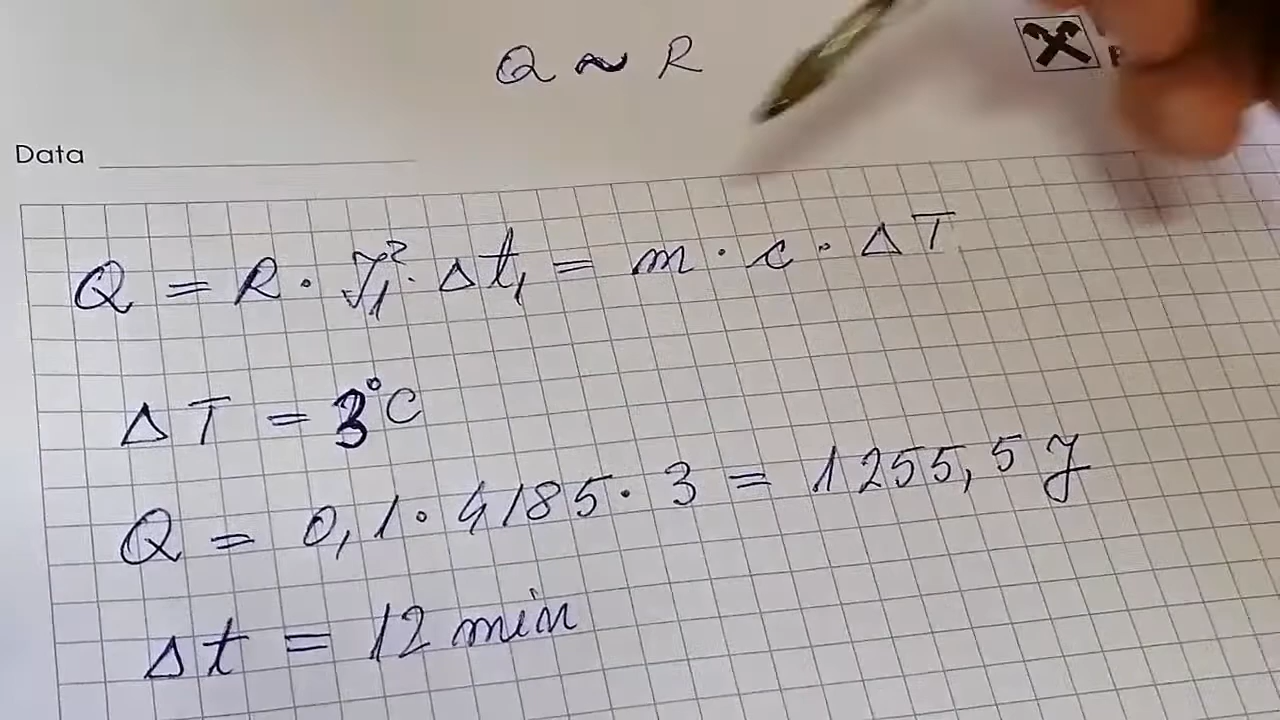 Q ~ R
Data
Q = R · I₁² · Δt₁ = m · c · ΔT
ΔT = 3°C
Q = 0,1 · 4185 · 3 = 1255,5 J
Δt = 12 min